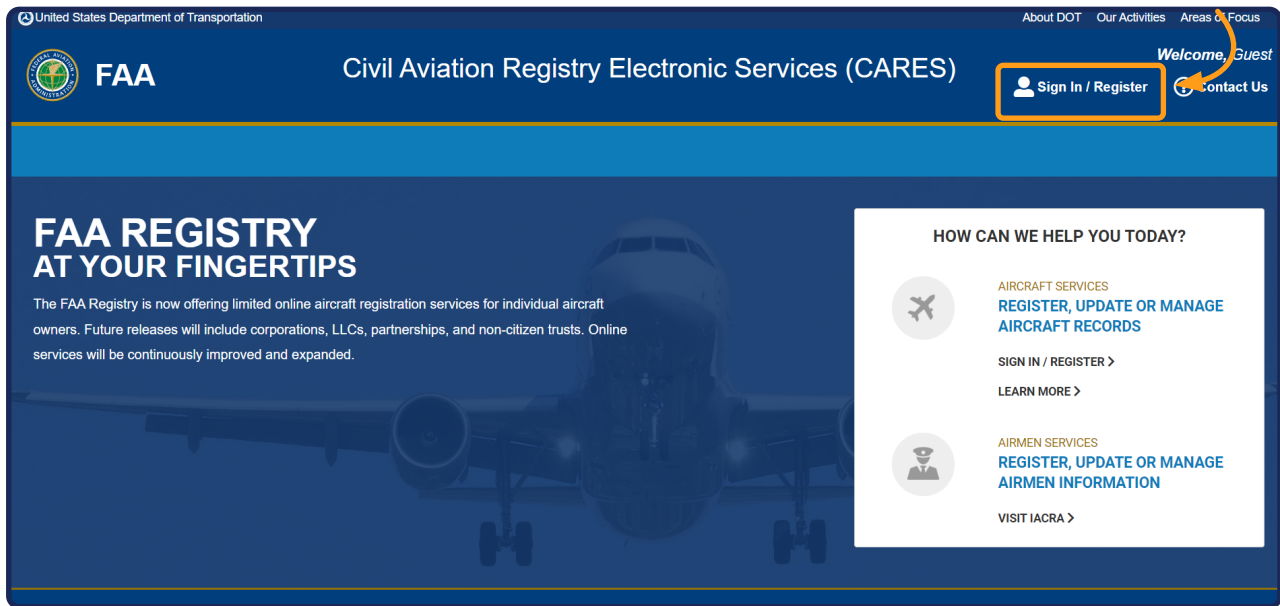 United States Department of Transportation
About DOT Our Activities Areas of Focus
Welcome, Guest
FAA
Civil Aviation Registry Electronic Services (CARES)
Sign In / Register
Contact Us
FAA REGISTRY
AT YOUR FINGERTIPS
The FAA Registry is now offering limited online aircraft registration services for individual aircraft
owners. Future releases will include corporations, LLCs, partnerships, and non-citizen trusts. Online
services will be continuously improved and expanded.
HOW CAN WE HELP YOU TODAY?
AIRCRAFT SERVICES
REGISTER, UPDATE OR MANAGE
AIRCRAFT RECORDS
SIGN IN / REGISTER
LEARN MORE
AIRMEN SERVICES
REGISTER, UPDATE OR MANAGE
AIRMEN INFORMATION
VISIT IACRA